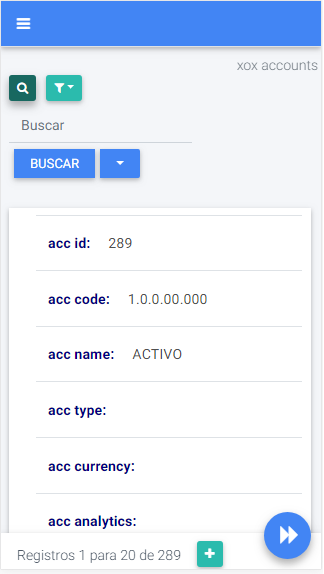 xox accounts
Buscar
BUSCAR
acc id: 289
acc code: 1.0.0.00.000
acc name: ACTIVO
acc type:
acc currency:
acc analytics:
Registros 1 para 20 de 289